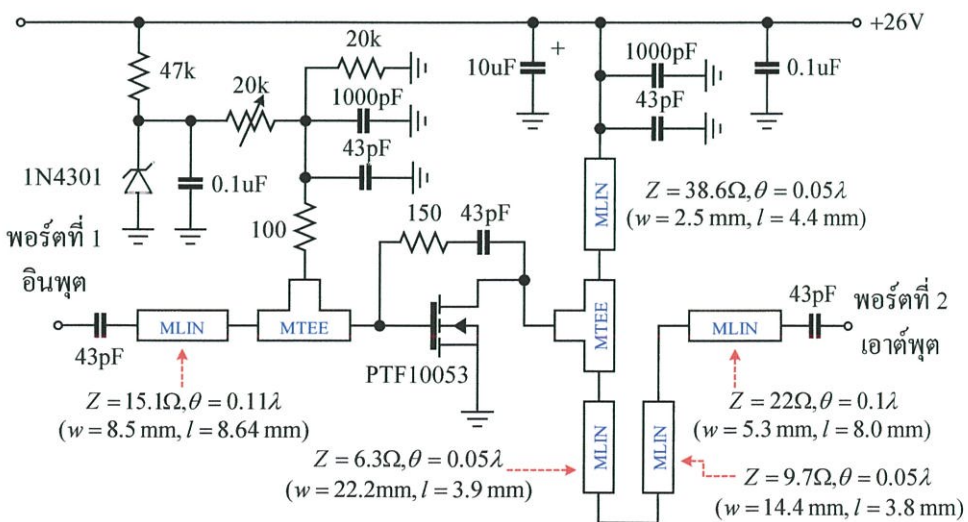 +26V
47k
20k
20k
1000pF
43pF
10uF
+
1000pF
43pF
0.1uF
1N4301
0.1uF
100
150
43pF
MLIN
Z = 38.6Ω,θ = 0.05λ
(w = 2.5 mm, l = 4.4 mm)
พอร์ตที่ 1
อินพุต
43pF
MLIN
MTEE
PTF10053
MTEE
MLIN
43pF
พอร์ตที่ 2
เอาต์พุต
Z = 15.1Ω,θ = 0.11λ
(w = 8.5 mm, l = 8.64 mm)
Z = 6.3Ω,θ = 0.05λ
(w = 22.2mm, l = 3.9 mm)
MLIN
MLIN
Z = 22Ω,θ = 0.1λ
(w = 5.3 mm, l = 8.0 mm)
Z = 9.7Ω,θ = 0.05λ
(w = 14.4 mm, l = 3.8 mm)